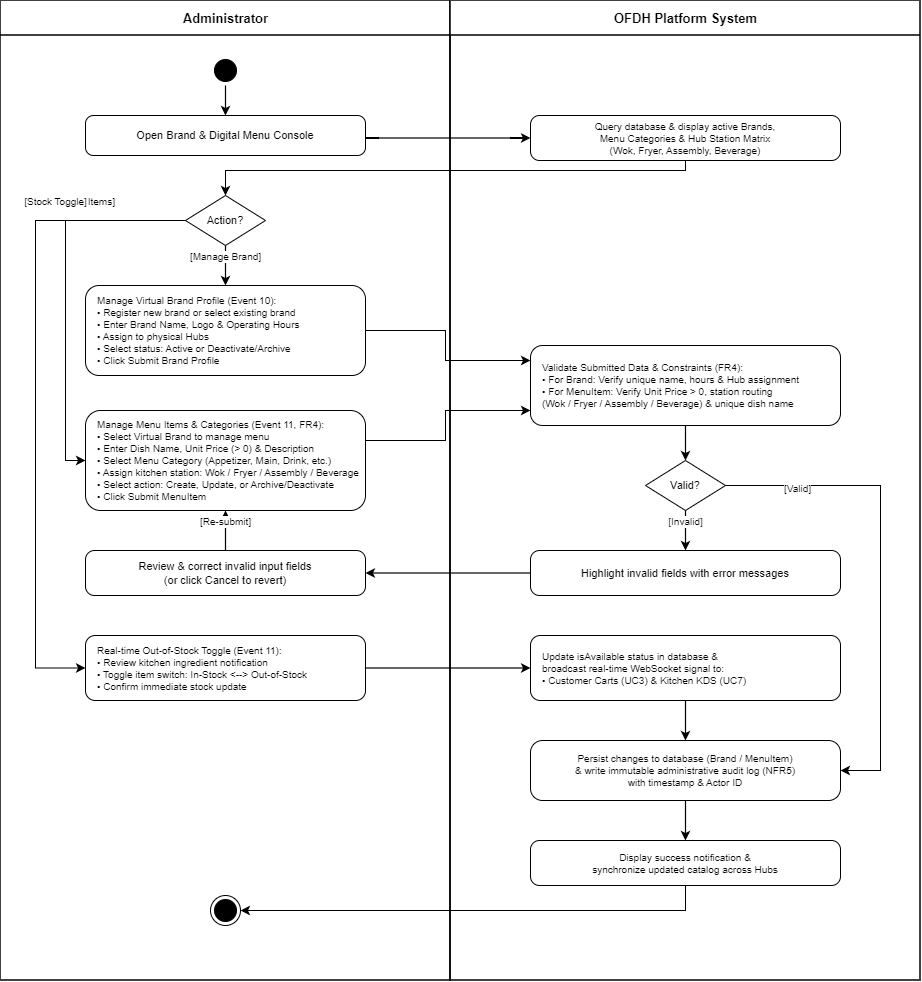 Administrator
OFDH Platform System
Open Brand & Digital Menu Console
Query database & display active Brands,
Menu Categories & Hub Station Matrix
(Wok, Fryer, Assembly, Beverage)
[Stock Toggle]
Items]
Action?
[Manage Brand]
Manage Virtual Brand Profile (Event 10):
• Register new brand or select existing brand
• Enter Brand Name, Logo & Operating Hours
• Assign to physical Hubs
• Select status: Active or Deactivate/Archive
• Click Submit Brand Profile
Validate Submitted Data & Constraints (FR4):
• For Brand: Verify unique name, hours & Hub assignment
• For MenuItem: Verify Unit Price > 0, station routing
(Wok / Fryer / Assembly / Beverage) & unique dish name
Manage Menu Items & Categories (Event 11, FR4):
• Select Virtual Brand to manage menu
• Enter Dish Name, Unit Price (> 0) & Description
• Select Menu Category (Appetizer, Main, Drink, etc.)
• Assign kitchen station: Wok / Fryer / Assembly / Beverage
• Select action: Create, Update, or Archive/Deactivate
• Click Submit MenuItem
Valid?
[Valid]
[Re-submit]
[Invalid]
Review & correct invalid input fields
(or click Cancel to revert)
Highlight invalid fields with error messages
Real-time Out-of-Stock Toggle (Event 11):
• Review kitchen ingredient notification
• Toggle item switch: In-Stock <--> Out-of-Stock
• Confirm immediate stock update
Update isAvailable status in database &
broadcast real-time WebSocket signal to:
• Customer Carts (UC3) & Kitchen KDS (UC7)
Persist changes to database (Brand / MenuItem)
& write immutable administrative audit log (NFR5)
with timestamp & Actor ID
Display success notification &
synchronize updated catalog across Hubs